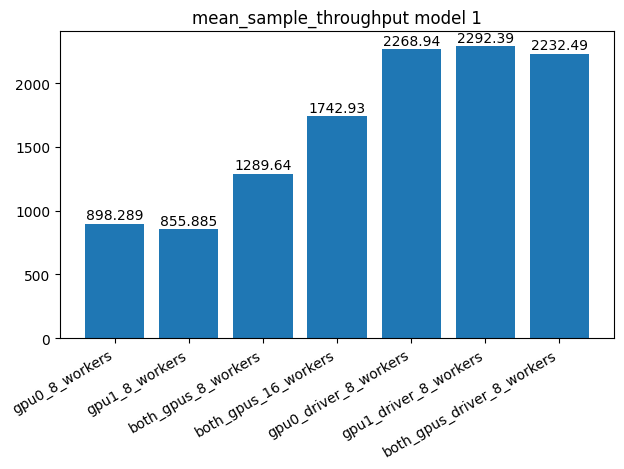 mean_sample_throughput model 1
2000
1500
1000
500
0
898.289
855.885
1289.64
1742.93
2268.94
2292.39
2232.49
gpu0_8_workers
gpu1_8_workers
both_gpus_8_workers
both_gpus_16_workers
gpu0_driver_8_workers
gpu1_driver_8_workers
both_gpus_driver_8_workers